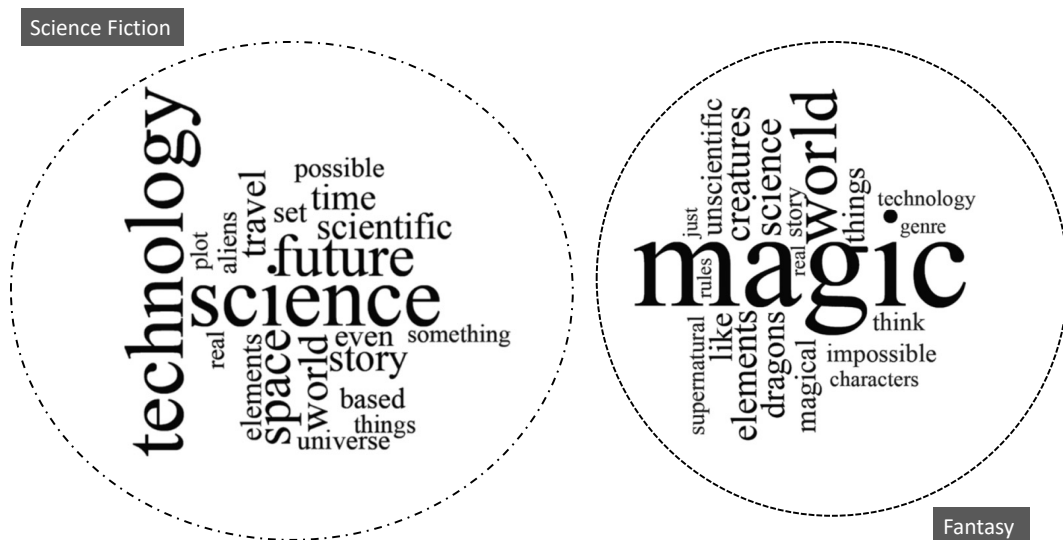 Science Fiction
technology
possible
time
travel
set
scientific
aliens
plot
future
science
real
elements
space
world
even
something
story
based
things
universe
world
creatures
unscientific
science
things
technology
just
story
real
genre
magic
rules
think
supernatural
like
elements
dragons
magical
impossible
characters
Fantasy